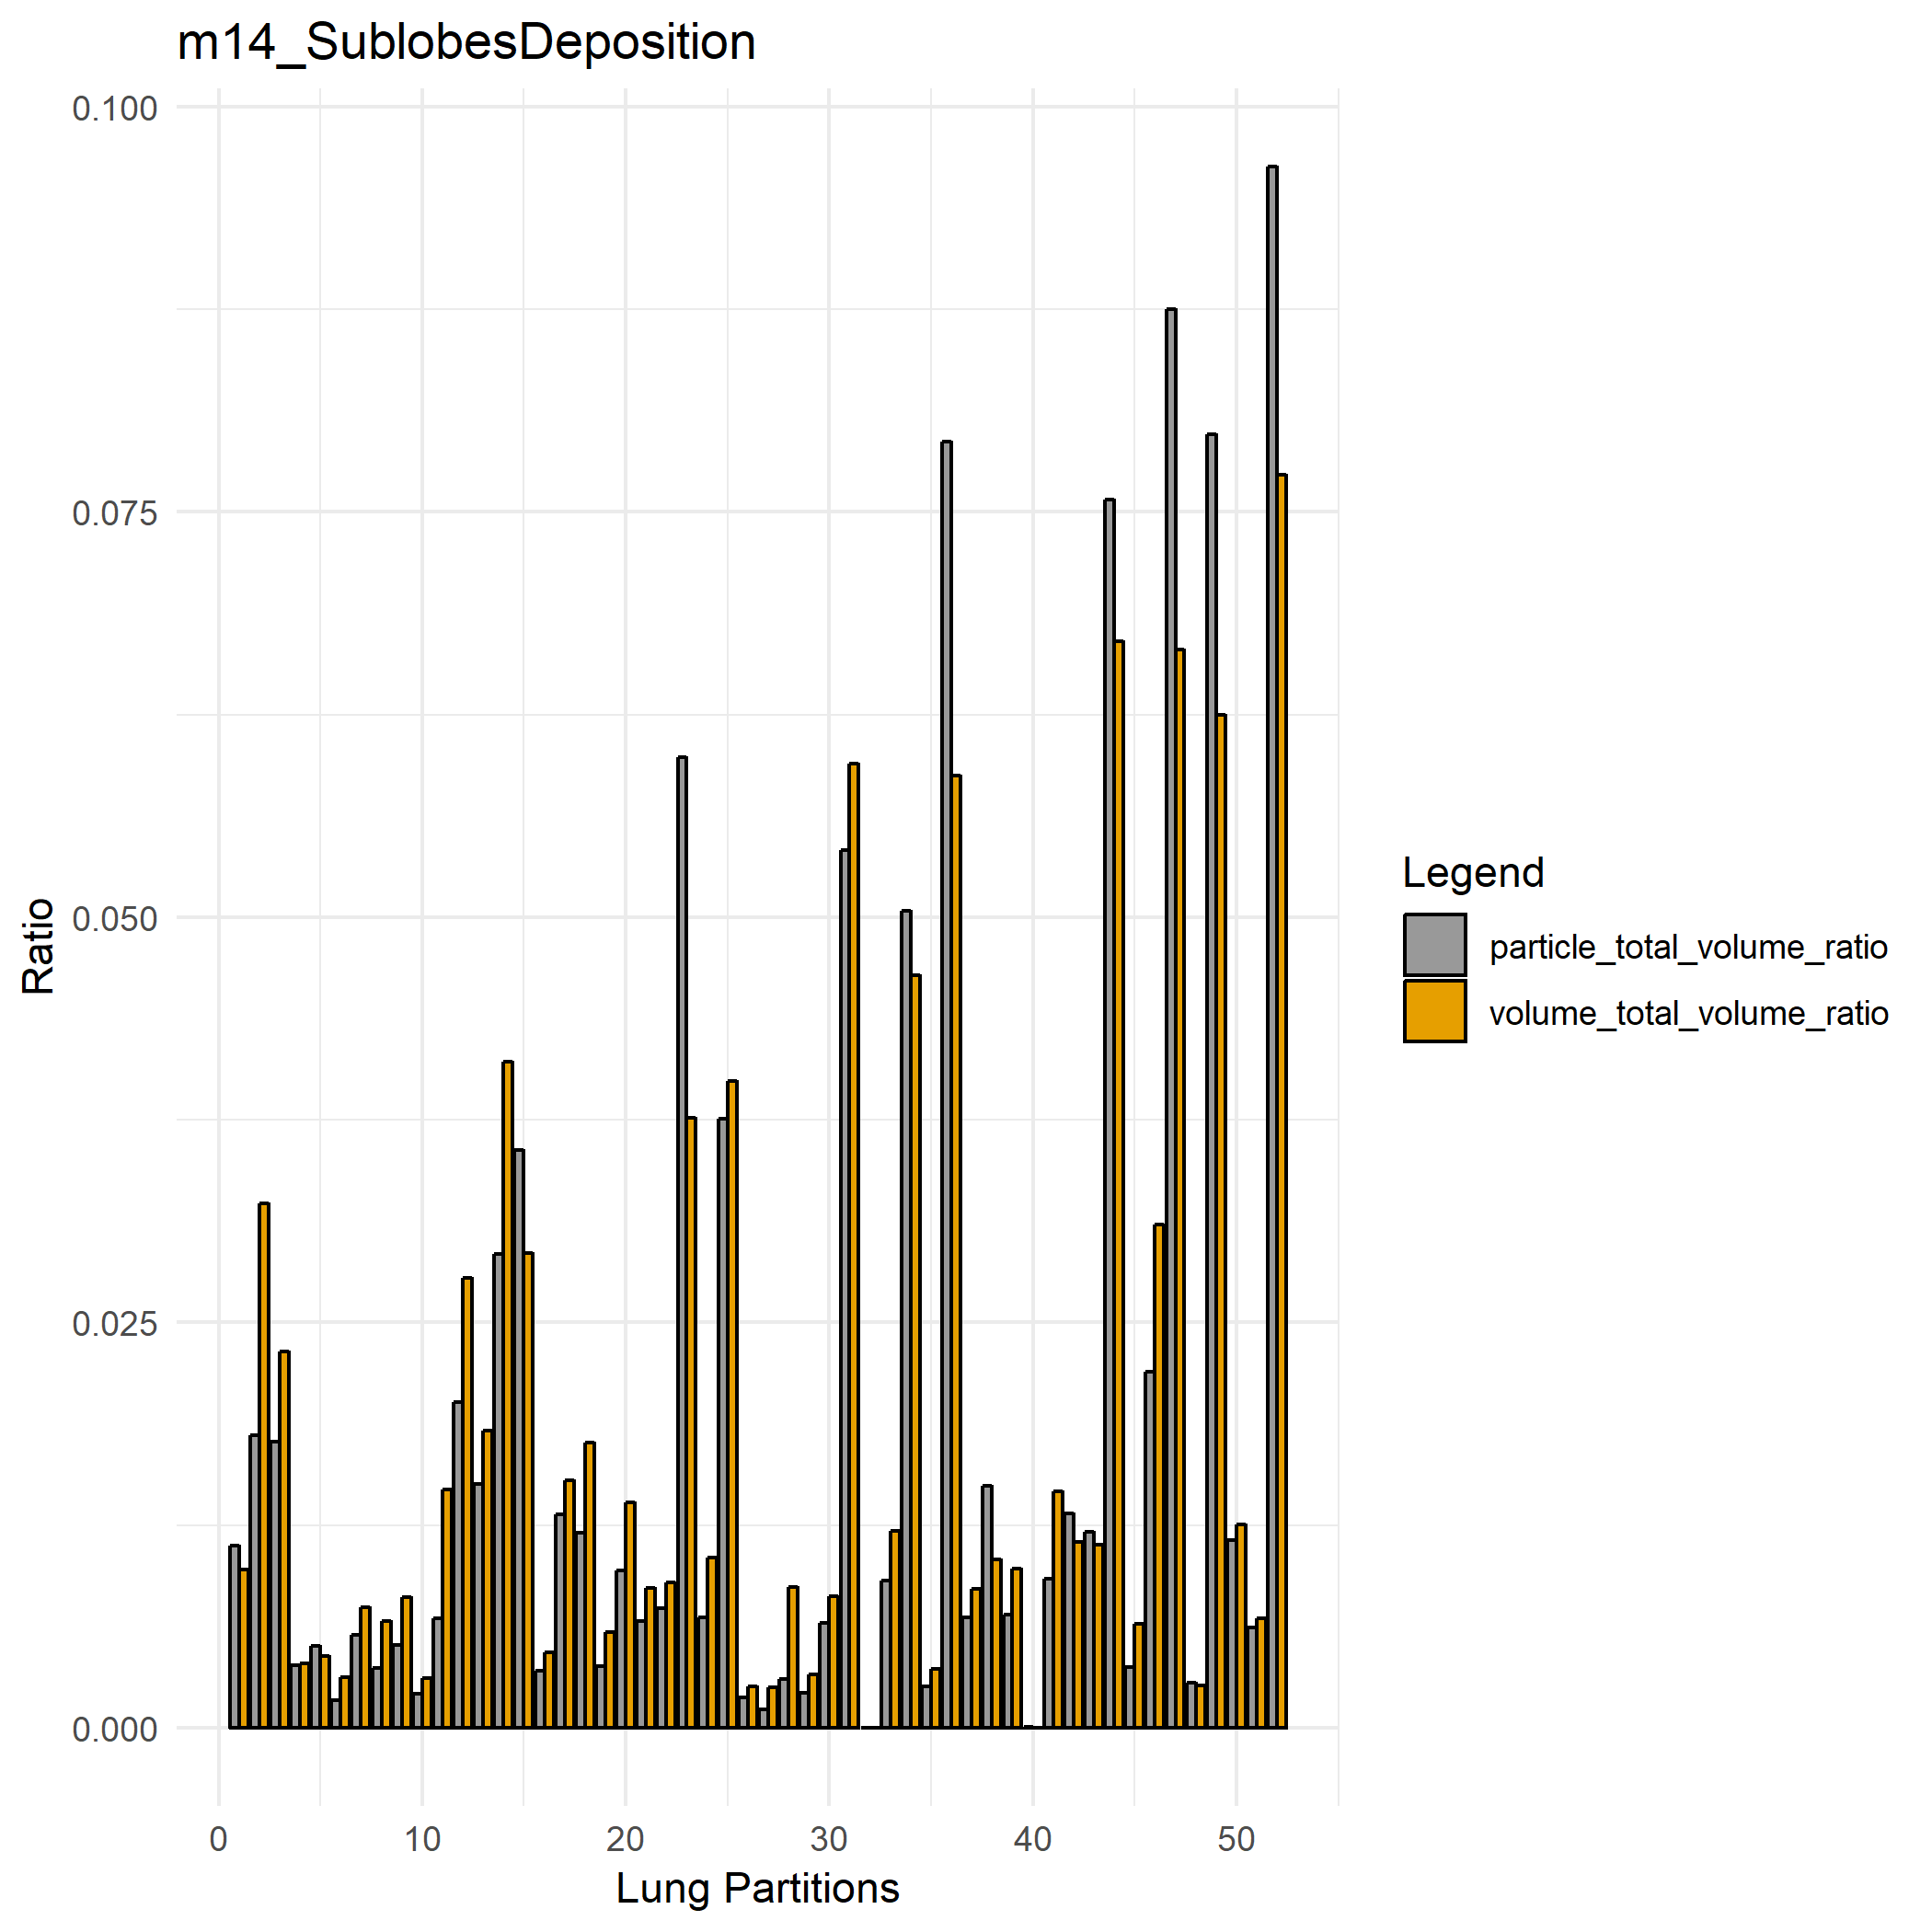 m14_SublobesDeposition
0.100
0.075
0.050
0.025
0.000
Ratio
0 10 20 30 40 50
Lung Partitions
Legend
particle_total_volume_ratio
volume_total_volume_ratio